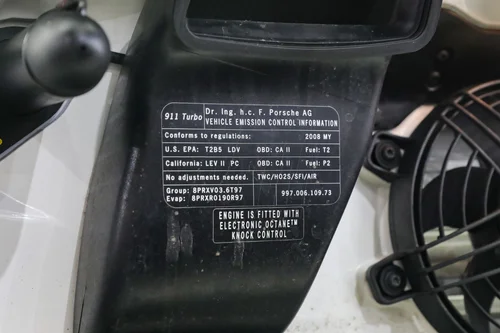 911 Turbo Dr. Ing. h.c. F. Porsche AG
VEHICLE EMISSION CONTROL INFORMATION
Conforms to regulations: 2008 MY
U.S. EPA: T2B5 LDV OBD: CA II Fuel: T2
California: LEV II PC OBD: CA II Fuel: P2
No adjustments needed. TWC/HO2S/SFI/AIR
Group: 8PRXV03.6T97
Evap: 8PRXR0190R97 997.006.109.73
ENGINE IS FITTED WITH
ELECTRONIC OCTANE™
KNOCK CONTROL